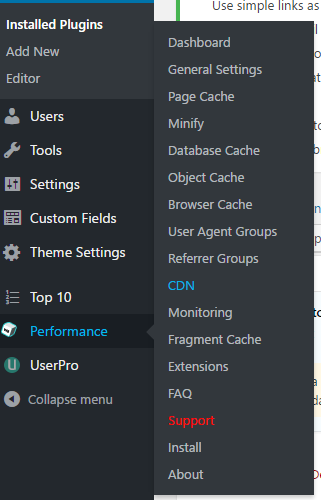 Use simple links as
Installed Plugins
Add New
Editor
Users
Tools
Settings
Custom Fields
Theme Settings
Top 10
Performance
UserPro
Collapse menu
Dashboard
General Settings
Page Cache
Minify
Database Cache
Object Cache
Browser Cache
User Agent Groups
Referrer Groups
CDN
Monitoring
Fragment Cache
Extensions
FAQ
Support
Install
About